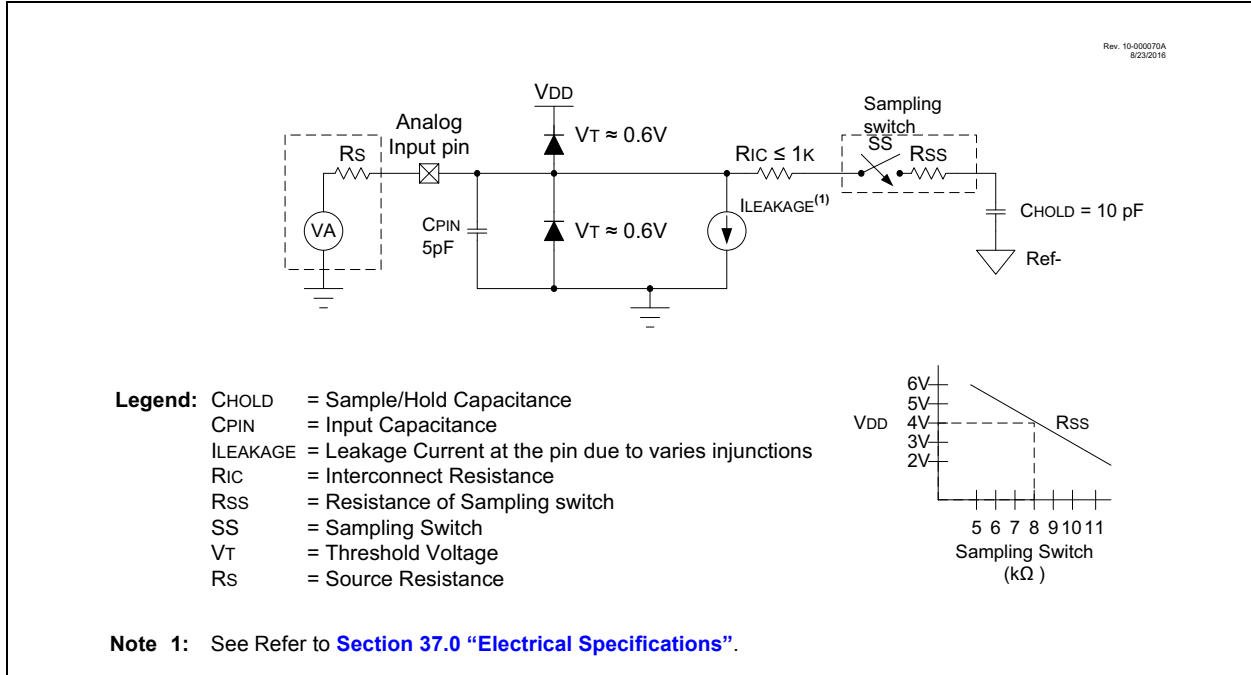 Rev. 10-000070A
8/23/2016
VDD
Sampling
switch
Analog
Input pin
VT ≈ 0.6V
SS
RSS
RS
RIC ≤ 1K
ILEAKAGE(1)
CHOLD = 10 pF
VA
CPIN
5pF
VT ≈ 0.6V
Ref-
Legend: CHOLD = Sample/Hold Capacitance
CPIN = Input Capacitance
ILEAKAGE = Leakage Current at the pin due to varies injunctions
RIC = Interconnect Resistance
RSS = Resistance of Sampling switch
SS = Sampling Switch
VT = Threshold Voltage
RS = Source Resistance
6V
5V
VDD 4V RSS
3V
2V
5 6 7 8 9 10 11
Sampling Switch
(kΩ )
Note 1: See Refer to Section 37.0 “Electrical Specifications”.